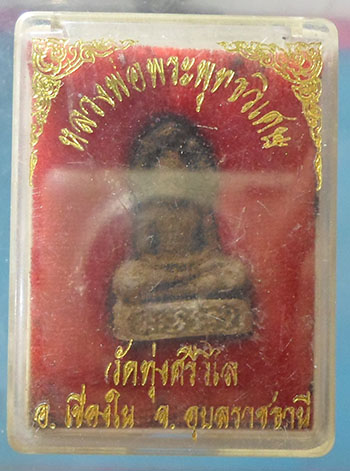 หลวงพ่อพระพุทธวิเศษ
วัดทุ่งศรีวิไล
อ. เขื่องใน จ. อุบลราชธานี